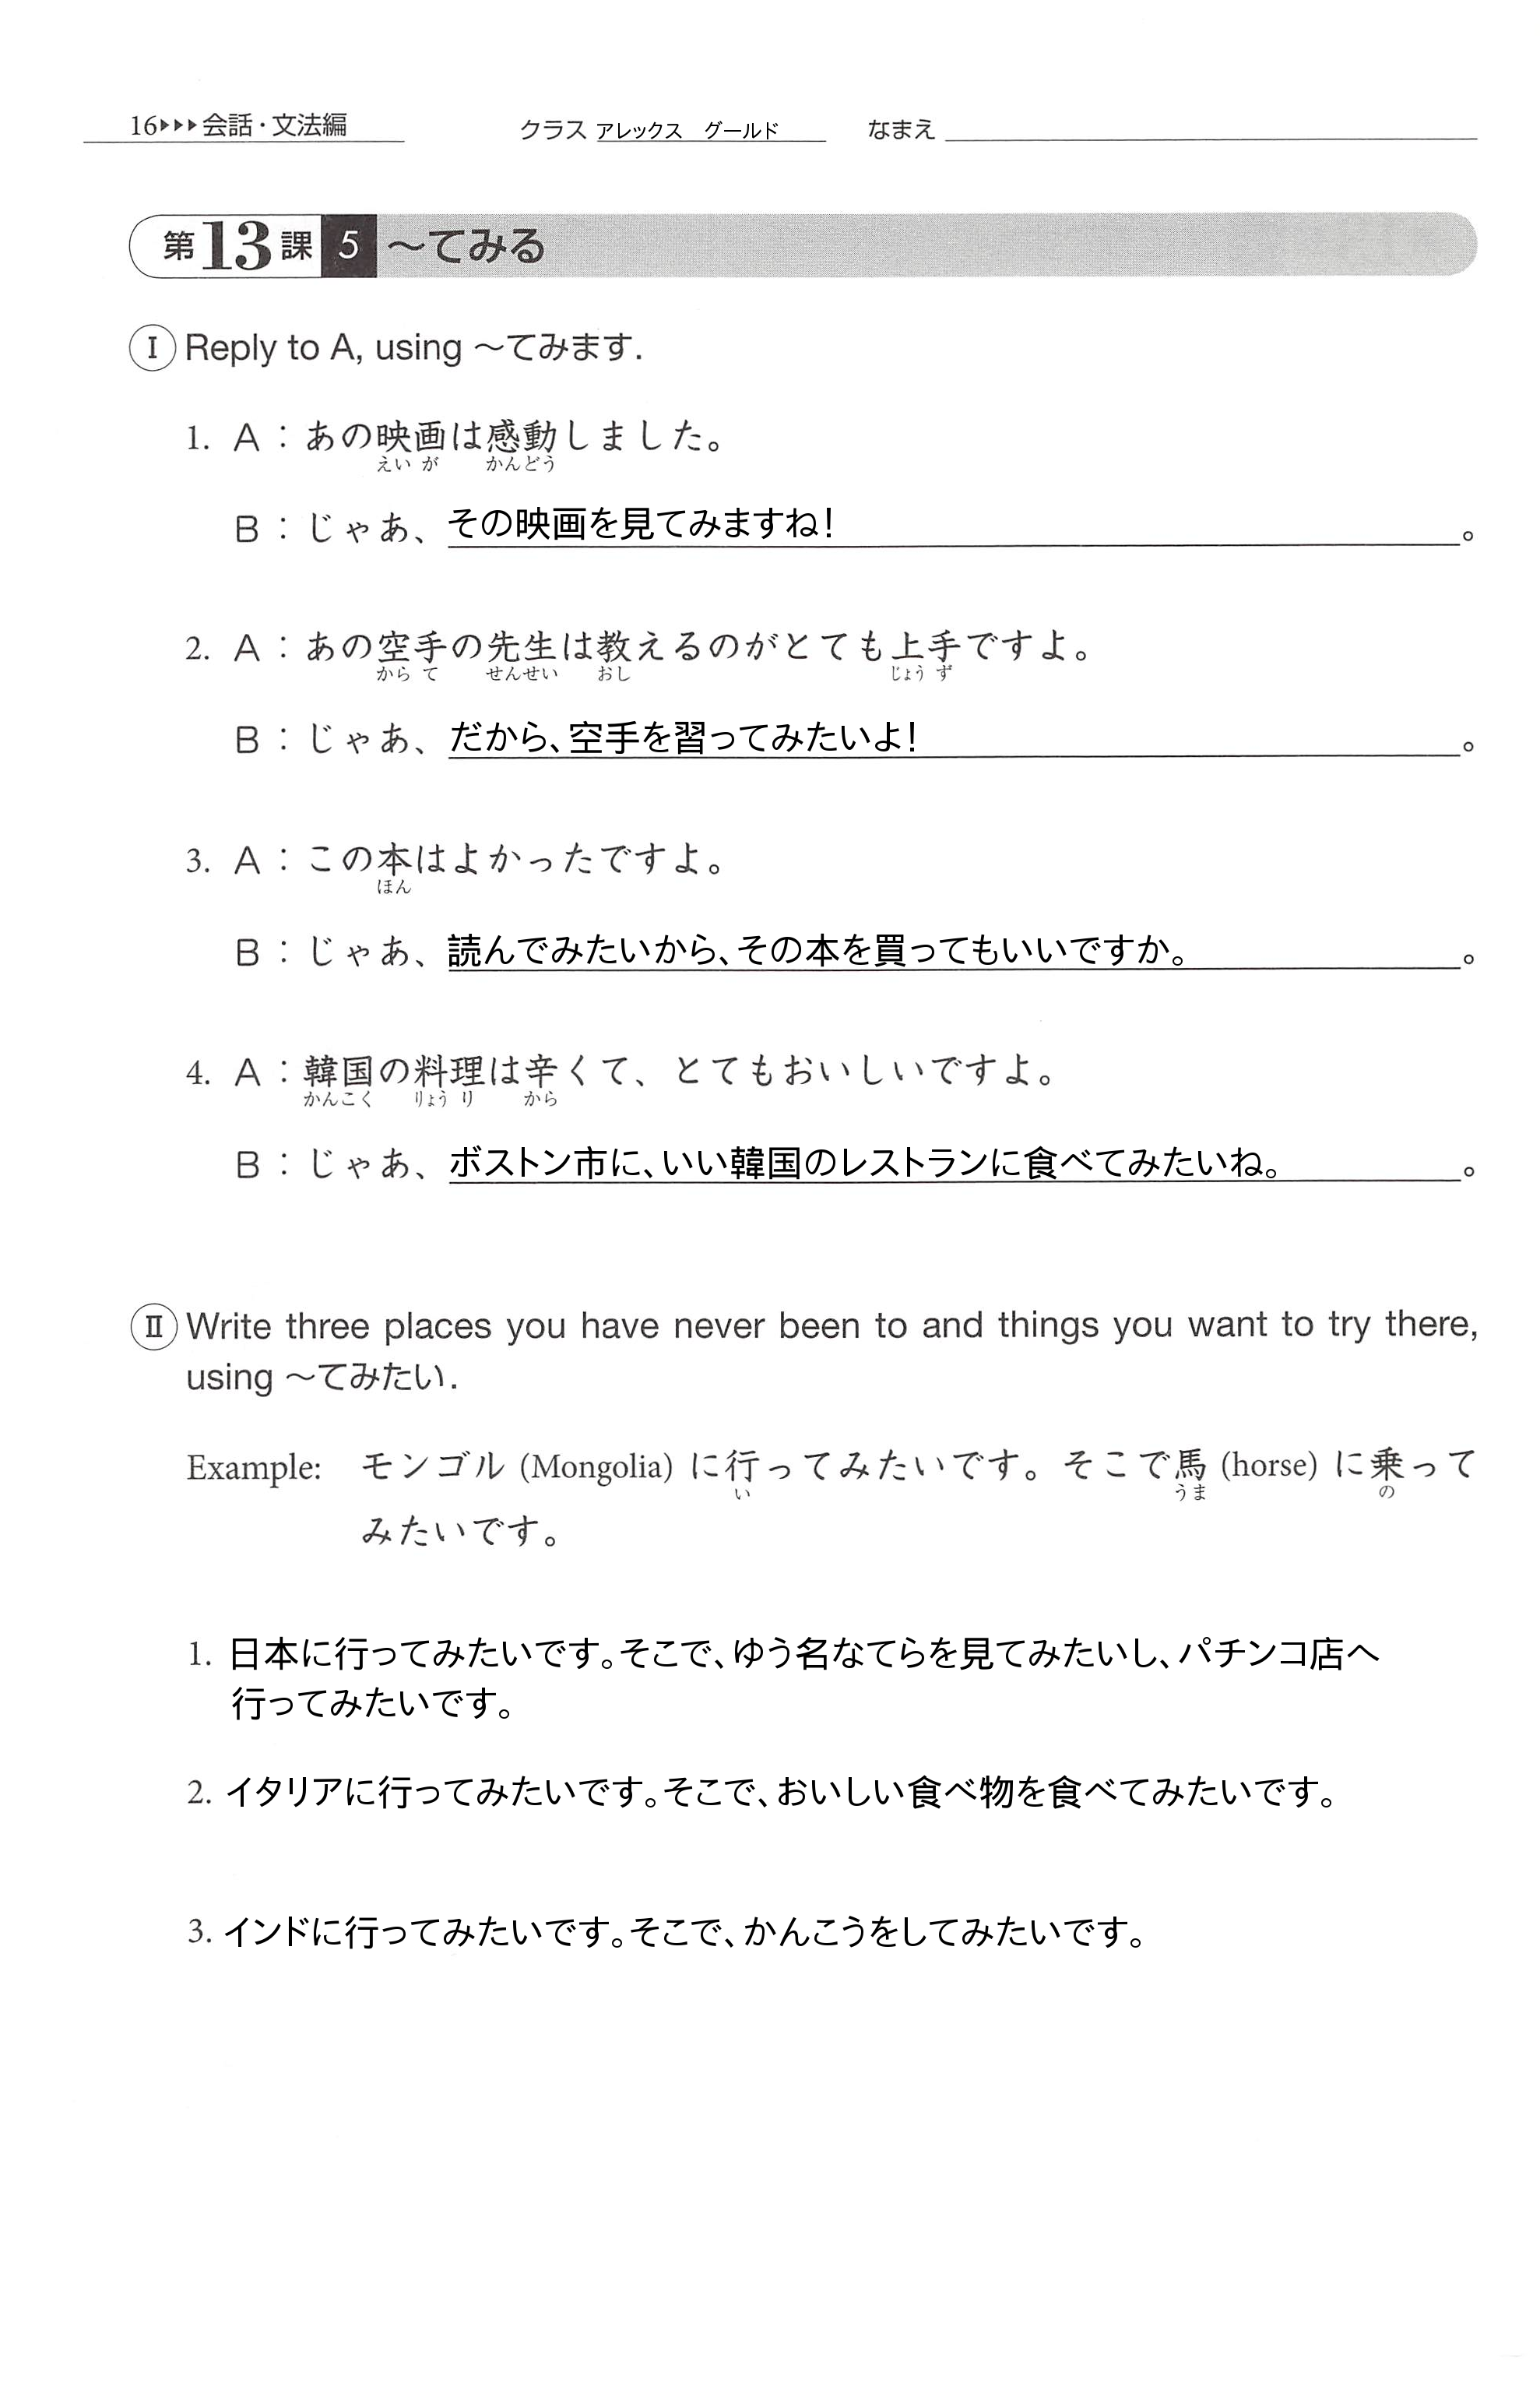 16▶▶▶会話・文法編 クラス アレックス グールド なまえ
第13課 5 〜てみる
Ⅰ Reply to A, using 〜てみます.
1. A：あの映画は感動しました。
えいが かんどう
B：じゃあ、その映画を見てみますね！。
2. A：あの空手の先生は教えるのがとても上手ですよ。
からて せんせい おし じょうず
B：じゃあ、だから、空手を習ってみたいよ！。
3. A：この本はよかったですよ。
ほん
B：じゃあ、読んでみたいから、その本を買ってもいいですか。。
4. A：韓国の料理は辛くて、とてもおいしいですよ。
かんこく りょうり から
B：じゃあ、ボストン市に、いい韓国のレストランに食べてみたいね。。
Ⅱ Write three places you have never been to and things you want to try there,
using 〜てみたい.
Example: モンゴル (Mongolia) に行ってみたいです。そこで馬 (horse) に乗って
い うま の
みたいです。
1. 日本に行ってみたいです。そこで、ゆう名なてらを見てみたいし、パチンコ店へ
行ってみたいです。
2. イタリアに行ってみたいです。そこで、おいしい食べ物を食べてみたいです。
3. インドに行ってみたいです。そこで、かんこうをしてみたいです。